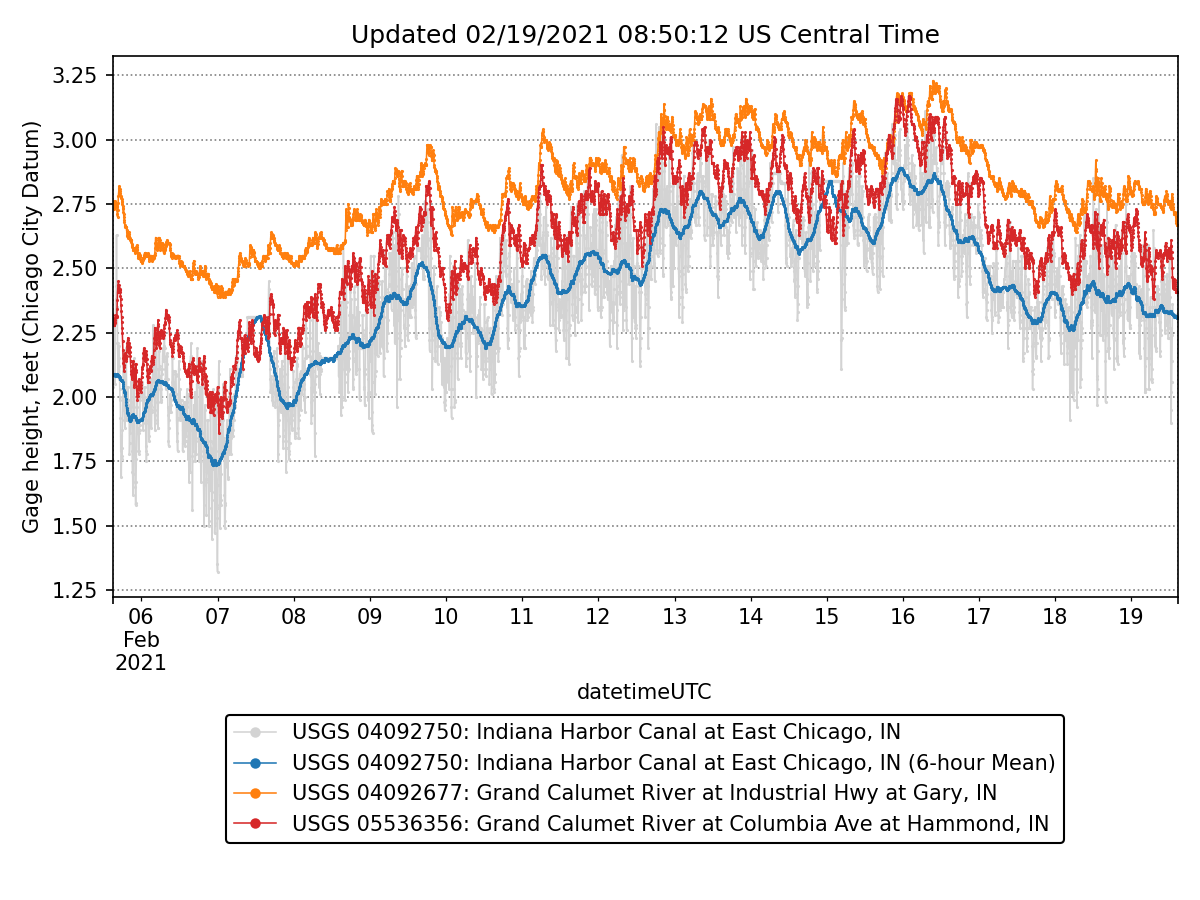 Updated 02/19/2021 08:50:12 US Central Time
Gage height, feet (Chicago City Datum)
3.25
3.00
2.75
2.50
2.25
2.00
1.75
1.50
1.25
06 07 08 09 10 11 12 13 14 15 16 17 18 19
Feb
2021
datetimeUTC
USGS 04092750: Indiana Harbor Canal at East Chicago, IN
USGS 04092750: Indiana Harbor Canal at East Chicago, IN (6-hour Mean)
USGS 04092677: Grand Calumet River at Industrial Hwy at Gary, IN
USGS 05536356: Grand Calumet River at Columbia Ave at Hammond, IN